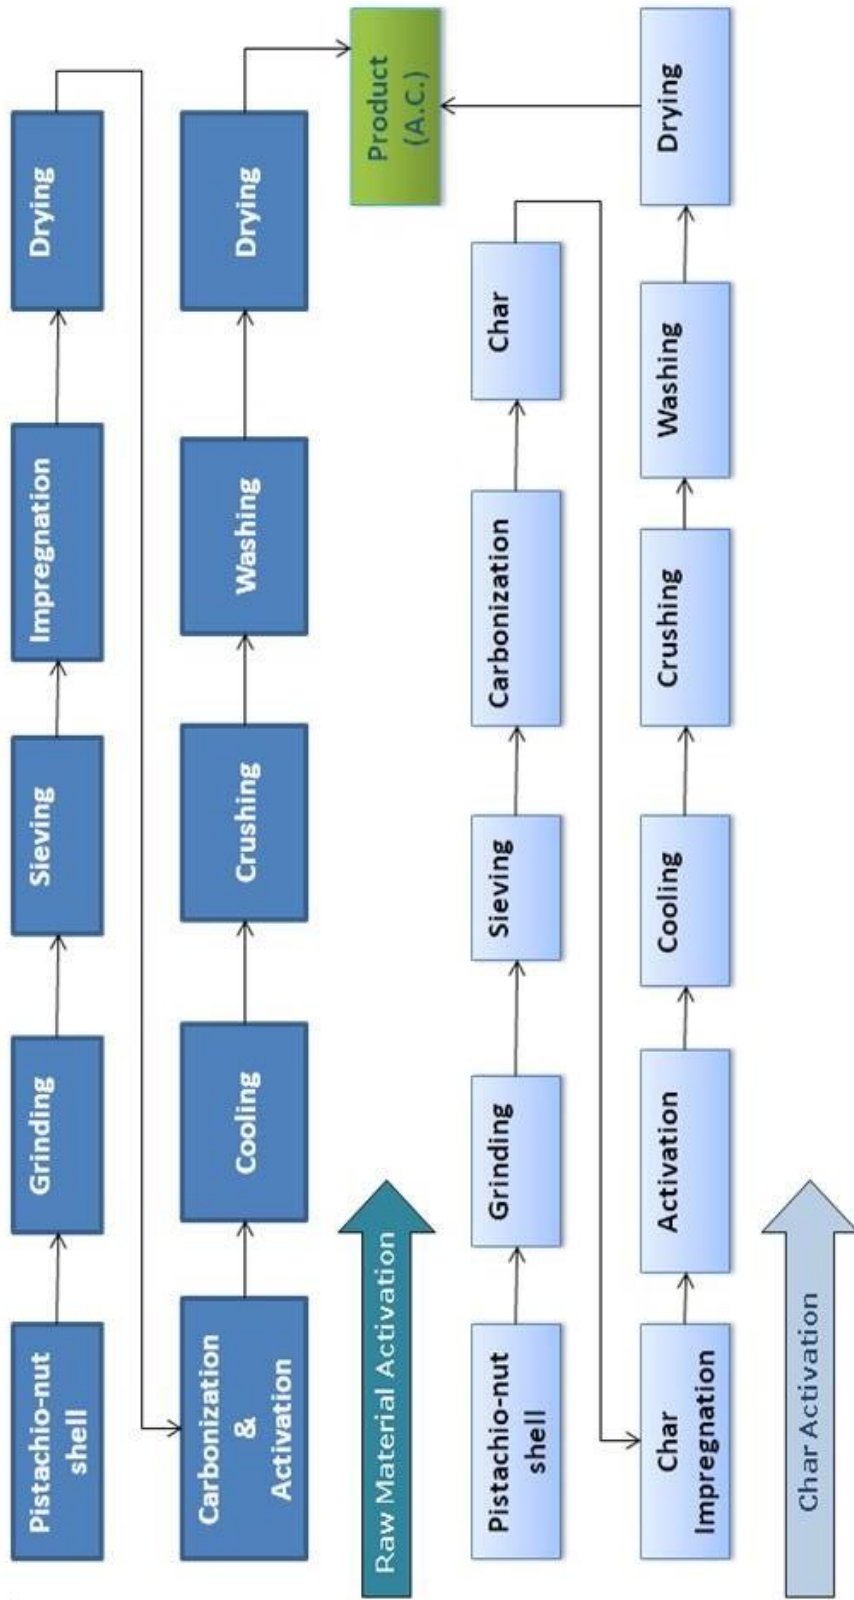 Pistachio-nut
shell
Grinding
Sieving
Impregnation
Drying
Carbonization
&
Activation
Cooling
Crushing
Washing
Drying
Product
(A.C.)
Raw Material Activation
Pistachio-nut
shell
Grinding
Sieving
Carbonization
Char
Char
Impregnation
Activation
Cooling
Crushing
Washing
Drying
Char Activation